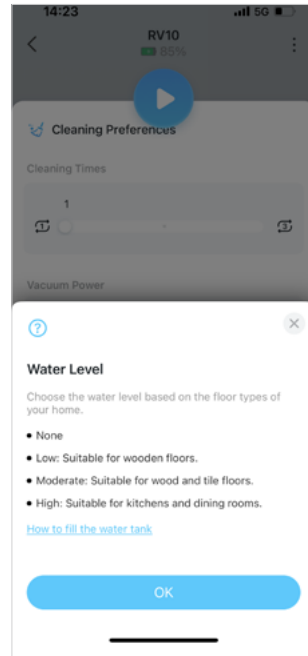 14:23
5G
RV10
85%
Cleaning Preferences
Cleaning Times
1
1
3
Vacuum Power
?
Water Level
Choose the water level based on the floor types of
your home.
• None
• Low: Suitable for wooden floors.
• Moderate: Suitable for wood and tile floors.
• High: Suitable for kitchens and dining rooms.
How to fill the water tank
OK